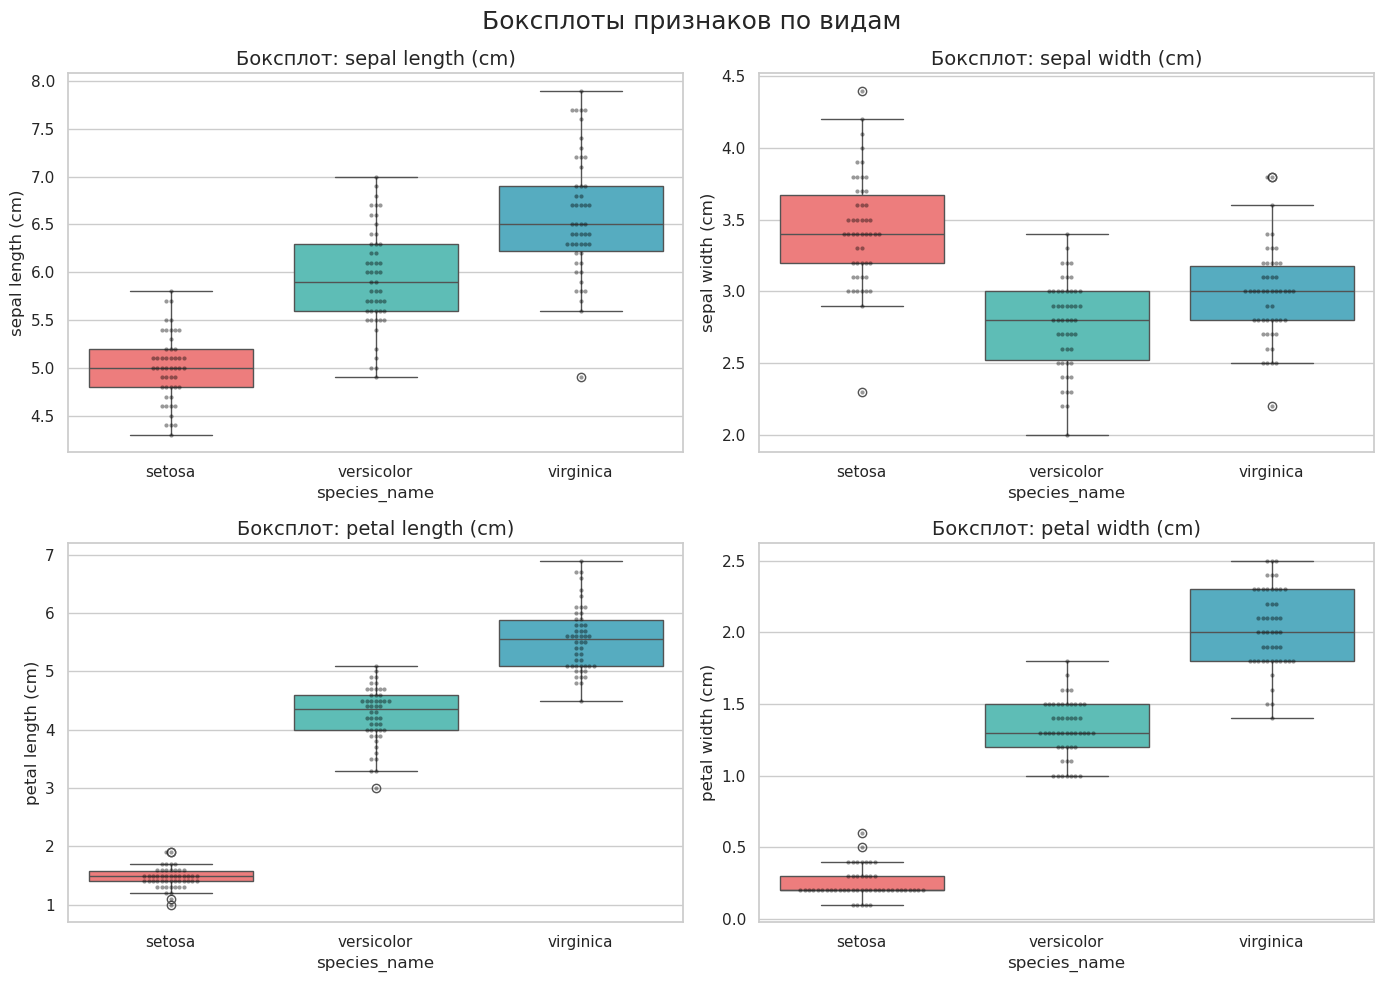 Боксплоты признаков по видам
Боксплот: sepal length (cm)
sepal length (cm)
8.0
7.5
7.0
6.5
6.0
5.5
5.0
4.5
setosa
versicolor
virginica
species_name
Боксплот: sepal width (cm)
sepal width (cm)
4.5
4.0
3.5
3.0
2.5
2.0
setosa
versicolor
virginica
species_name
Боксплот: petal length (cm)
petal length (cm)
7
6
5
4
3
2
1
setosa
versicolor
virginica
species_name
Боксплот: petal width (cm)
petal width (cm)
2.5
2.0
1.5
1.0
0.5
0.0
setosa
versicolor
virginica
species_name